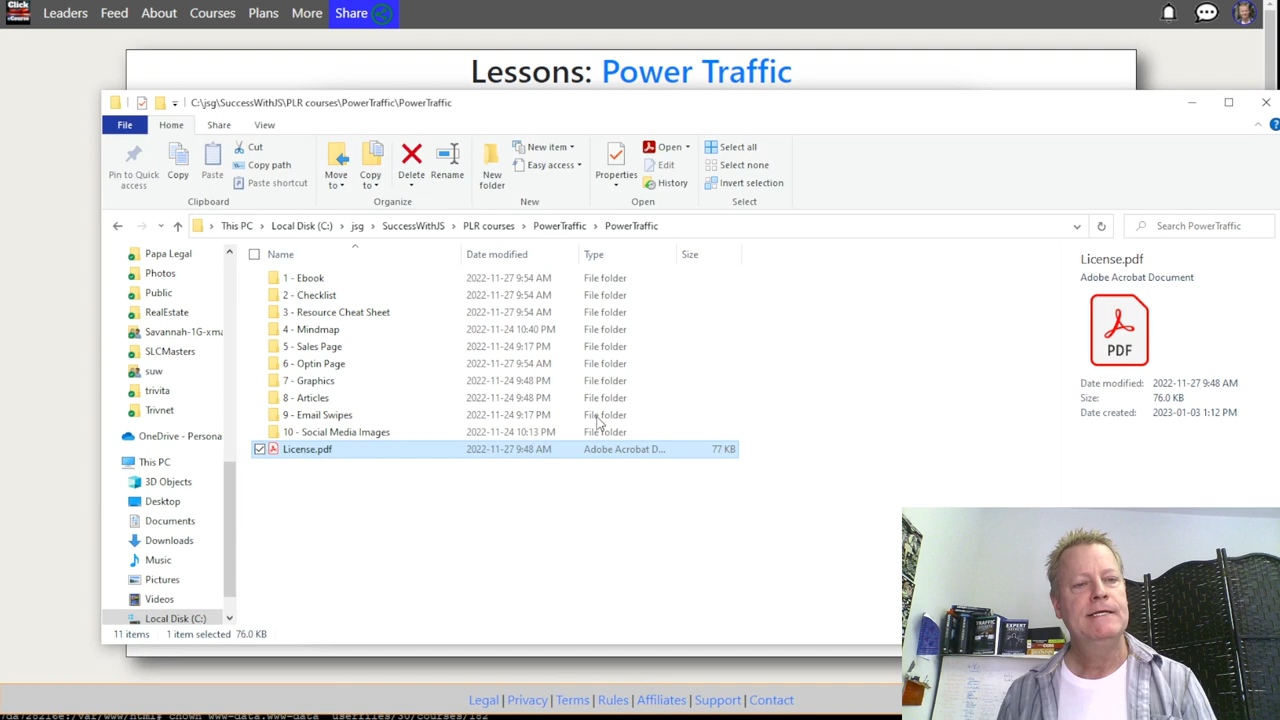 Click
eCourse
Leaders Feed About Courses Plans More Share
Lessons: Power Traffic
C:\jsg\SuccessWithJS\PLR courses\PowerTraffic\PowerTraffic
File Home Share View
Pin to Quick access
Copy
Paste
Cut
Copy path
Paste shortcut
Clipboard
Move to
Copy to
Delete
Rename
Organize
New folder
New item
Easy access
New
Properties
Open
Edit
History
Open
Select all
Select none
Invert selection
Select
This PC > Local Disk (C:) > jsg > SuccessWithJS > PLR courses > PowerTraffic > PowerTraffic
Search PowerTraffic
Papa Legal
Photos
Public
RealEstate
Savannah-1G-xma
SLCMasters
suw
trivita
Trivnet
OneDrive - Persona
This PC
3D Objects
Desktop
Documents
Downloads
Music
Pictures
Videos
Local Disk (C:)
Name Date modified Type Size
1 - Ebook 2022-11-27 9:54 AM File folder
2 - Checklist 2022-11-27 9:54 AM File folder
3 - Resource Cheat Sheet 2022-11-27 9:54 AM File folder
4 - Mindmap 2022-11-24 10:40 PM File folder
5 - Sales Page 2022-11-24 9:17 PM File folder
6 - Optin Page 2022-11-27 9:54 AM File folder
7 - Graphics 2022-11-24 9:48 PM File folder
8 - Articles 2022-11-24 9:48 PM File folder
9 - Email Swipes 2022-11-24 9:17 PM File folder
10 - Social Media Images 2022-11-24 10:13 PM File folder
License.pdf 2022-11-27 9:48 AM Adobe Acrobat D... 77 KB
License.pdf
Adobe Acrobat Document
PDF
Date modified: 2022-11-27 9:48 AM
Size: 76.0 KB
Date created: 2023-01-03 1:12 PM
11 items 1 item selected 76.0 KB
TRAFFIC
SECRETS
EXPERT
SECRETS
Legal | Privacy | Terms | Rules | Affiliates | Support | Contact